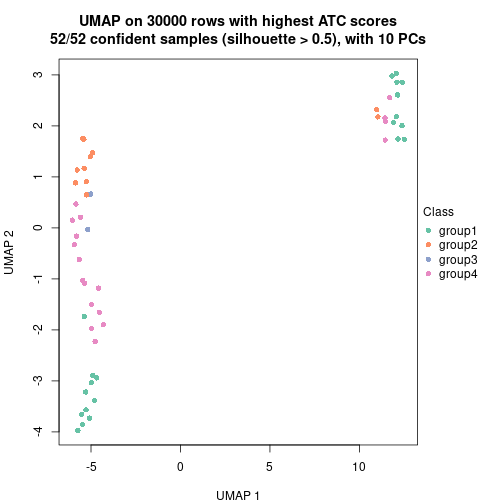 UMAP on 30000 rows with highest ATC scores
52/52 confident samples (silhouette > 0.5), with 10 PCs
3
2
1
0
-1
-2
-3
-4
UMAP 2
-5
0
5
10
UMAP 1
Class
group1
group2
group3
group4